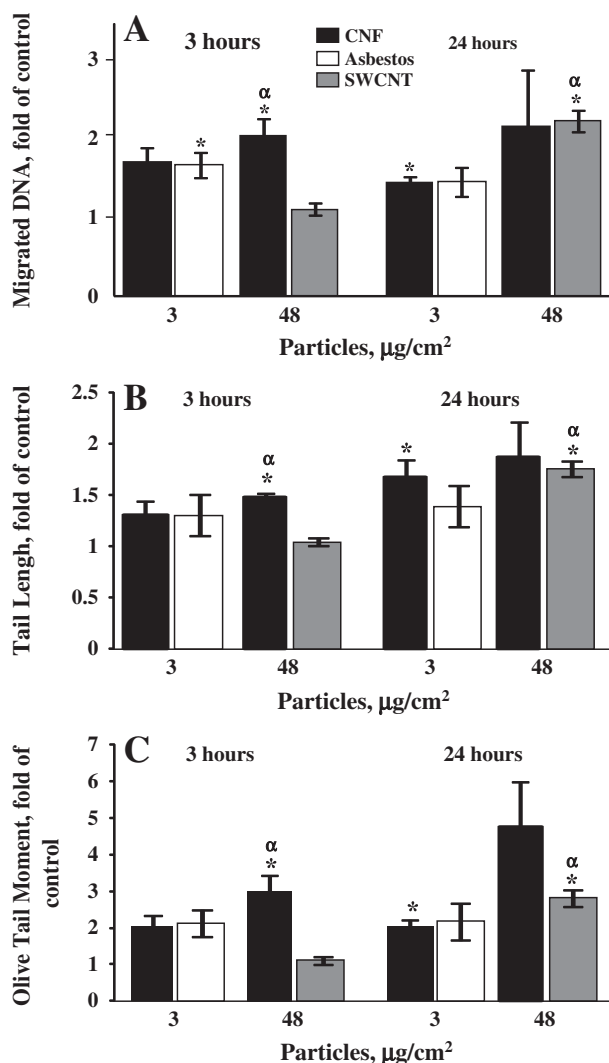 A
3 hours
24 hours
CNF
Asbestos
SWCNT
Migrated DNA, fold of control
3
2
1
0
*
α
*
*
α
*
3
48
3
48
Particles, μg/cm²
B
3 hours
24 hours
Tail Lengh, fold of control
2.5
2
1.5
1
0.5
0
α
*
*
α
*
3
48
3
48
Particles, μg/cm²
C
3 hours
24 hours
Olive Tail Moment, fold of
control
7
6
5
4
3
2
1
0
α
*
*
α
*
3
48
3
48
Particles, μg/cm²